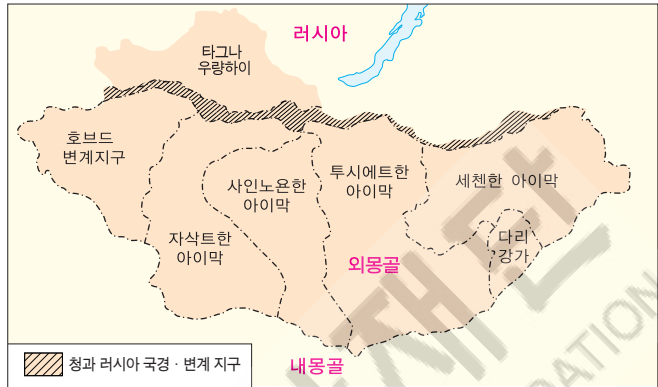 러시아
타그나
우량하이
호브드
변계지구
사인노욘한
아이막
투시에트한
아이막
세첸한 아이막
자삭트한
아이막
다리
강가
외몽골
내몽골
청과 러시아 국경 · 변계 지구
재단
DATION